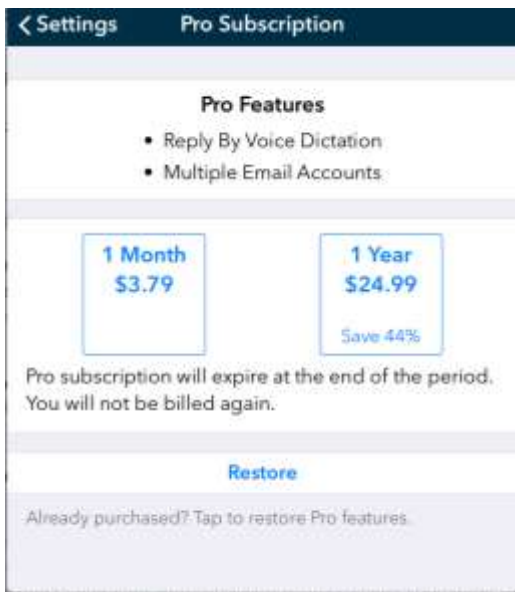 Settings Pro Subscription
Pro Features
• Reply By Voice Dictation
• Multiple Email Accounts
1 Month 1 Year
$3.79 $24.99
Save 44%
Pro subscription will expire at the end of the period.
You will not be billed again.
Restore
Already purchased? Tap to restore Pro features.